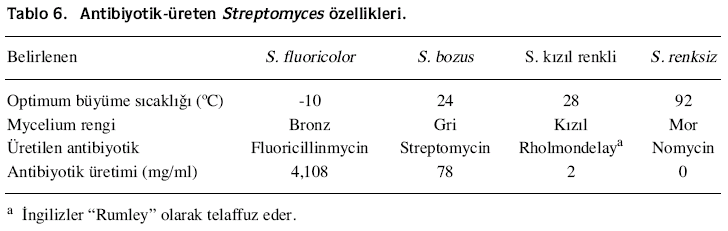 Tablo 6. Antibiyotik-üreten Streptomyces özellikleri.
Belirlenen S. fluoricolor S. bozus S. kızıl renkli S. renksiz
Optimum büyüme sıcaklığı (ºC) -10 24 28 92
Mycelium rengi Bronz Gri Kızıl Mor
Üretilen antibiyotik Fluoricillinmycin Streptomycin Rholmondelayᵃ Nomycin
Antibiyotik üretimi (mg/ml) 4,108 78 2 0
ᵃ İngilizler “Rumley” olarak telaffuz eder.